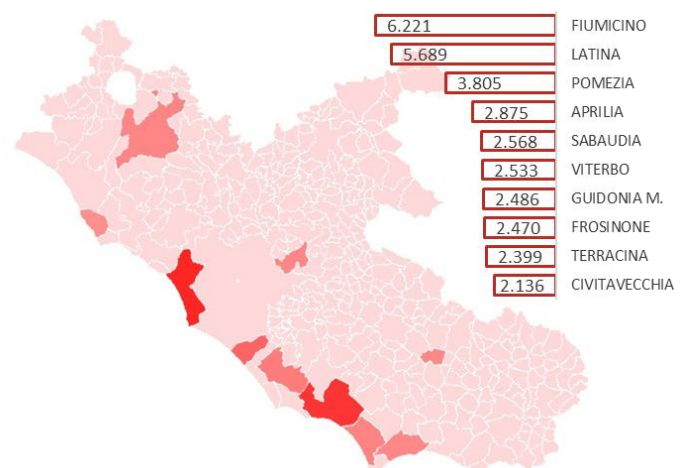 6.221 FIUMICINO
5.689 LATINA
3.805 POMEZIA
2.875 APRILIA
2.568 SABAUDIA
2.533 VITERBO
2.486 GUIDONIA M.
2.470 FROSINONE
2.399 TERRACINA
2.136 CIVITAVECCHIA